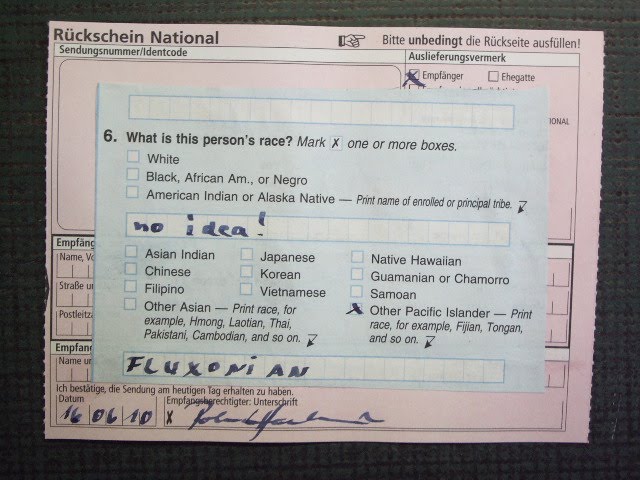 Rückschein National
☞ Bitte unbedingt die Rückseite ausfüllen!
Sendungsnummer/Identcode
Auslieferungsvermerk
Empfänger
Ehegatte
6. What is this person's race? Mark X one or more boxes.
White
Black, African Am., or Negro
American Indian or Alaska Native — Print name of enrolled or principal tribe.
no idea!
Asian Indian
Japanese
Native Hawaiian
Chinese
Korean
Guamanian or Chamorro
Filipino
Vietnamese
Samoan
Other Asian — Print race, for
example, Hmong, Laotian, Thai,
Pakistani, Cambodian, and so on.
X Other Pacific Islander — Print
race, for example, Fijian, Tongan,
and so on.
FLUXONIAN
Ich bestätige, die Sendung am heutigen Tag erhalten zu haben.
Datum
Empfangsberechtigter: Unterschrift
16 06 10 X